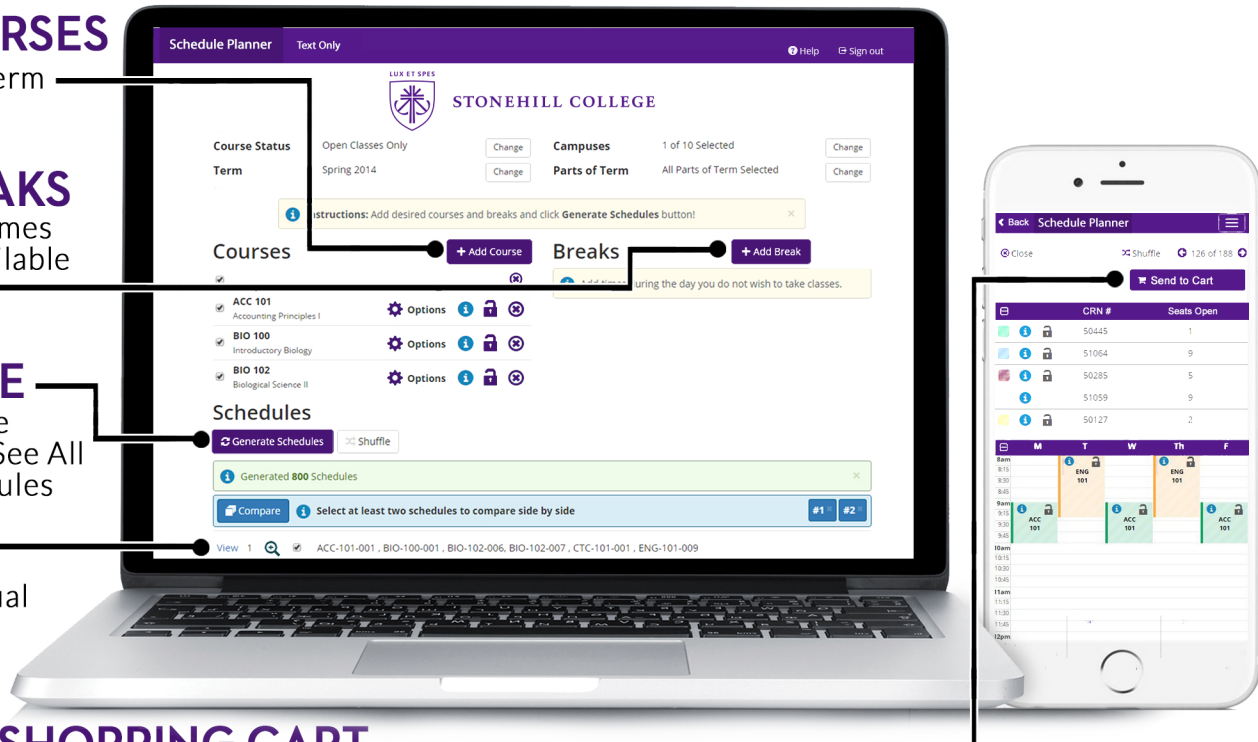 RSES
erm
AKS
mes
ilable
E
e
See All
ules
ual
SHOPPING CART
Schedule Planner Text Only Help Sign out
LUX ET SPES
STONEHILL COLLEGE
Course Status Open Classes Only Change Campuses 1 of 10 Selected Change
Term Spring 2014 Change Parts of Term All Parts of Term Selected Change
structions: Add desired courses and breaks and click Generate Schedules button!
Courses + Add Course Breaks + Add Break
Add times during the day you do not wish to take classes.
ACC 101
Accounting Principles I Options
BIO 100
Introductory Biology Options
BIO 102
Biological Science II Options
Schedules
Generate Schedules Shuffle
Generated 800 Schedules
Compare Select at least two schedules to compare side by side #1 #2
View 1 ACC-101-001 , BIO-100-001 , BIO-102-006, BIO-102-007 , CTC-101-001 , ENG-101-009
Back Schedule Planner
Close Shuffle 126 of 188
Send to Cart
CRN # Seats Open
50445 1
51064 9
50285 5
51059 9
50127 2
M T W Th F
8am
8:15 ENG ENG
8:30 101 101
8:45
9am
9:15 ACC ACC ACC
9:30 101 101 101
9:45
10am
10:15
10:30
10:45
11am
11:15
11:30
11:45
12pm